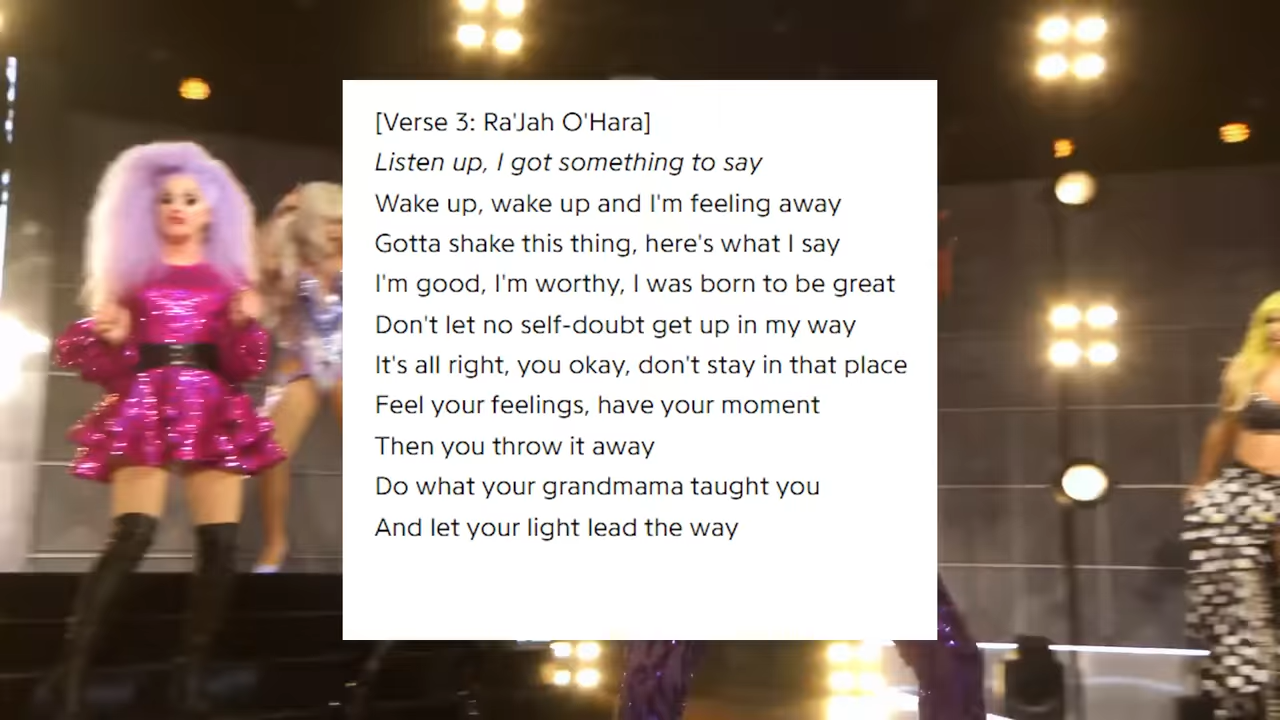 [Verse 3: Ra'Jah O'Hara]
Listen up, I got something to say
Wake up, wake up and I'm feeling away
Gotta shake this thing, here's what I say
I'm good, I'm worthy, I was born to be great
Don't let no self-doubt get up in my way
It's all right, you okay, don't stay in that place
Feel your feelings, have your moment
Then you throw it away
Do what your grandmama taught you
And let your light lead the way